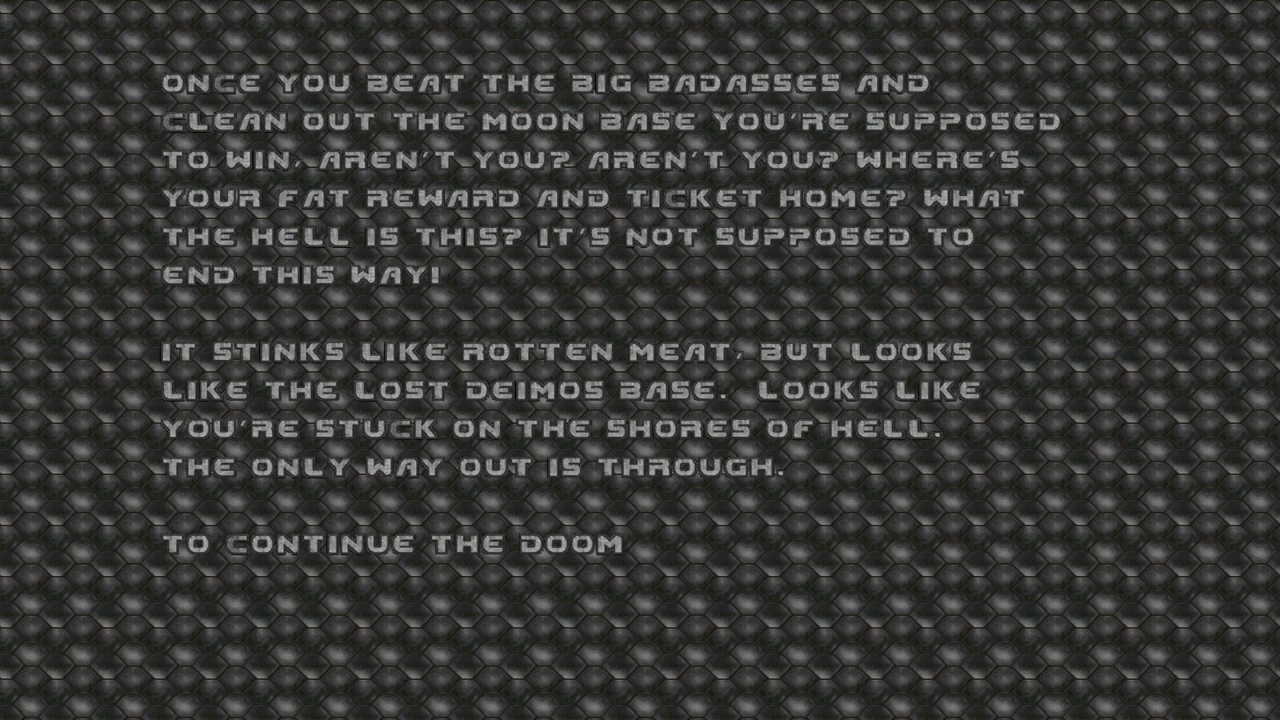 ONCE YOU BEAT THE BIG BADASSES AND
CLEAN OUT THE MOON BASE YOU'RE SUPPOSED
TO WIN, AREN'T YOU? AREN'T YOU? WHERE'S
YOUR FAT REWARD AND TICKET HOME? WHAT
THE HELL IS THIS? IT'S NOT SUPPOSED TO
END THIS WAY!
IT STINKS LIKE ROTTEN MEAT, BUT LOOKS
LIKE THE LOST DEIMOS BASE.  LOOKS LIKE
YOU'RE STUCK ON THE SHORES OF HELL.
THE ONLY WAY OUT IS THROUGH.
TO CONTINUE THE DOOM